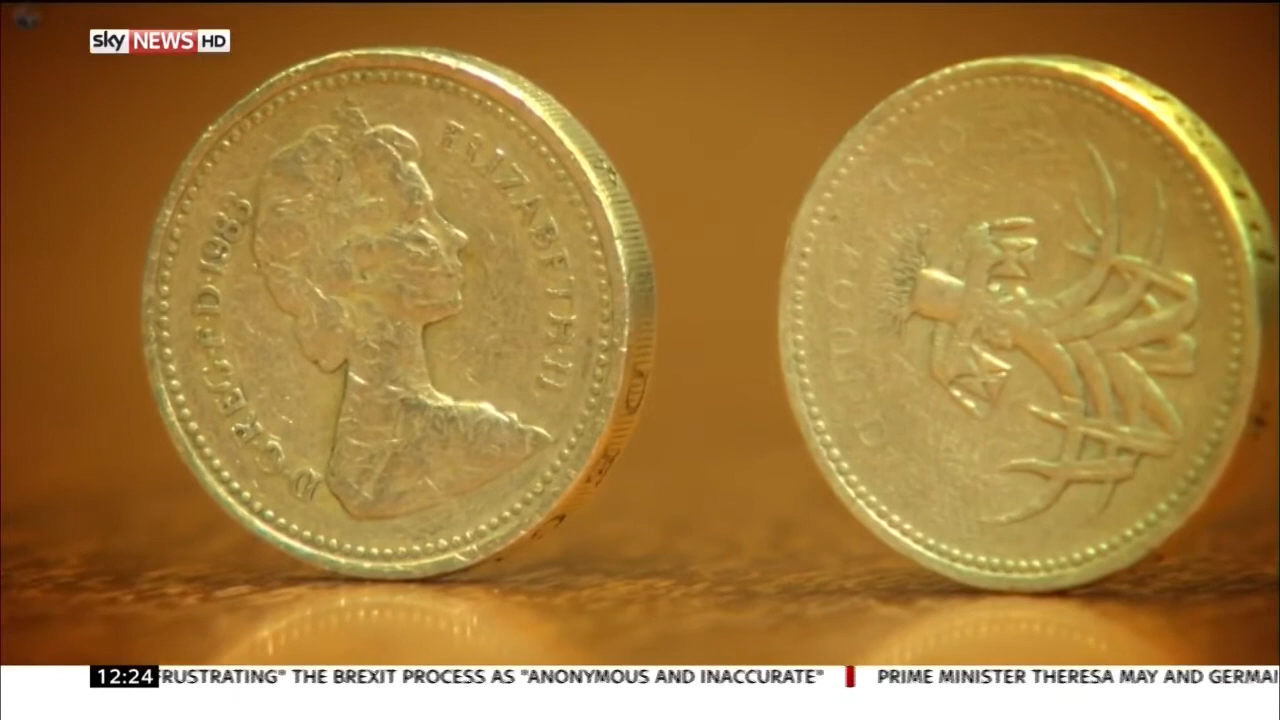 sky NEWS HD
ELIZABETH·II
D·G·REG·F·D·1983
POUND
12:24 FRUSTRATING" THE BREXIT PROCESS AS "ANONYMOUS AND INACCURATE" PRIME MINISTER THERESA MAY AND GERMA